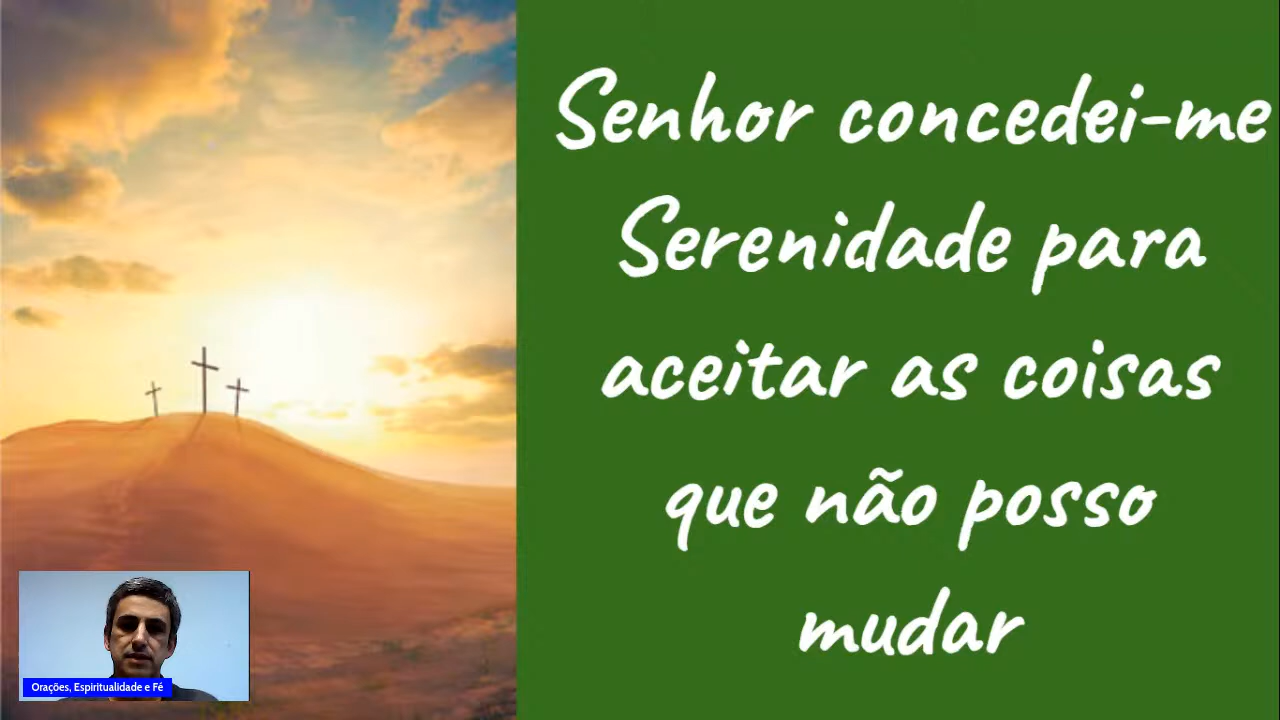 Senhor concedei-me
Serenidade para
aceitar as coisas
que não posso
mudar
Orações, Espiritualidade e Fé